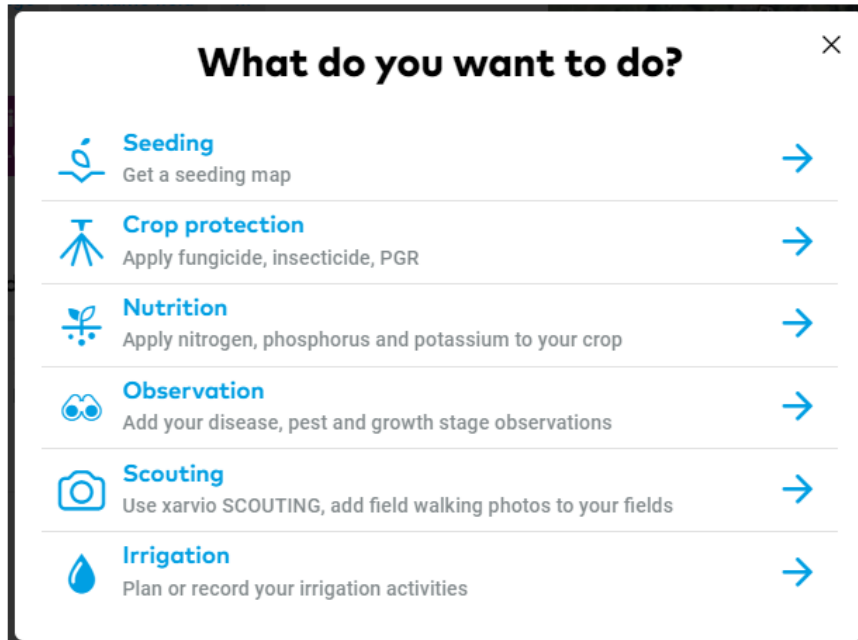 What do you want to do?
Seeding
Get a seeding map
Crop protection
Apply fungicide, insecticide, PGR
Nutrition
Apply nitrogen, phosphorus and potassium to your crop
Observation
Add your disease, pest and growth stage observations
Scouting
Use xarvio SCOUTING, add field walking photos to your fields
Irrigation
Plan or record your irrigation activities